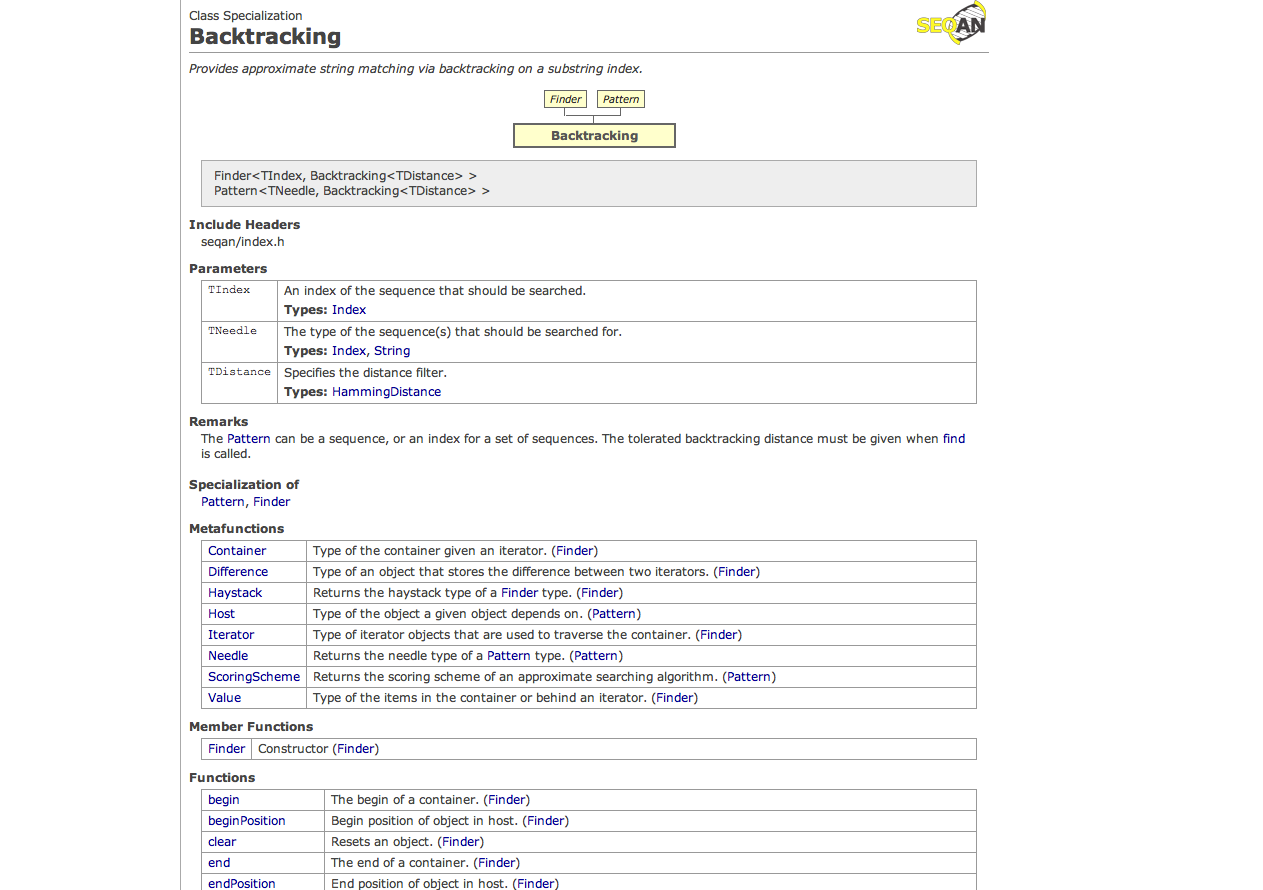 Class Specialization
Backtracking
SEQAN
Provides approximate string matching via backtracking on a substring index.
Finder Pattern
Backtracking
Finder<TIndex, Backtracking<TDistance> >
Pattern<TNeedle, Backtracking<TDistance> >
Include Headers
seqan/index.h
Parameters
TIndex An index of the sequence that should be searched.
Types: Index
TNeedle The type of the sequence(s) that should be searched for.
Types: Index, String
TDistance Specifies the distance filter.
Types: HammingDistance
Remarks
The Pattern can be a sequence, or an index for a set of sequences. The tolerated backtracking distance must be given when find
is called.
Specialization of
Pattern, Finder
Metafunctions
Container Type of the container given an iterator. (Finder)
Difference Type of an object that stores the difference between two iterators. (Finder)
Haystack Returns the haystack type of a Finder type. (Finder)
Host Type of the object a given object depends on. (Pattern)
Iterator Type of iterator objects that are used to traverse the container. (Finder)
Needle Returns the needle type of a Pattern type. (Pattern)
ScoringScheme Returns the scoring scheme of an approximate searching algorithm. (Pattern)
Value Type of the items in the container or behind an iterator. (Finder)
Member Functions
Finder Constructor (Finder)
Functions
begin The begin of a container. (Finder)
beginPosition Begin position of object in host. (Finder)
clear Resets an object. (Finder)
end The end of a container. (Finder)
endPosition End position of object in host. (Finder)